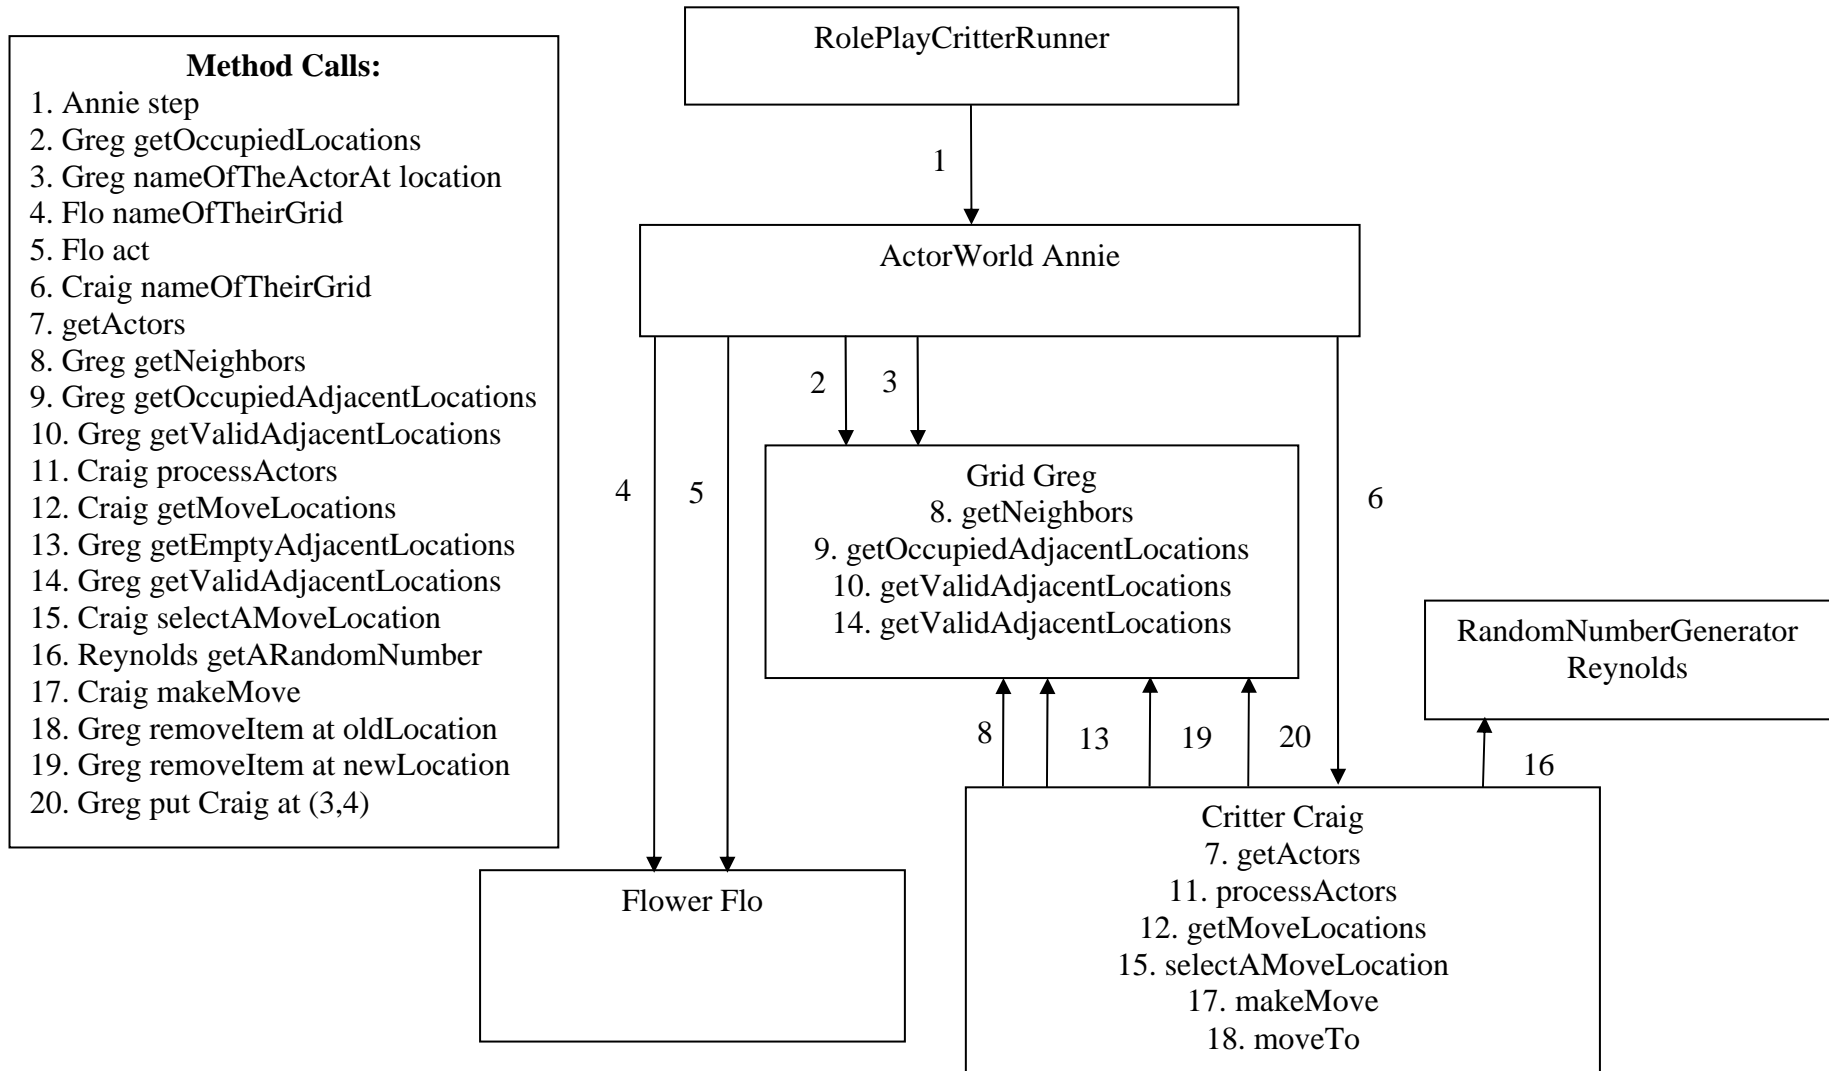 Method Calls:
1. Annie step
2. Greg getOccupiedLocations
3. Greg nameOfTheActorAt location
4. Flo nameOfTheirGrid
5. Flo act
6. Craig nameOfTheirGrid
7. getActors
8. Greg getNeighbors
9. Greg getOccupiedAdjacentLocations
10. Greg getValidAdjacentLocations
11. Craig processActors
12. Craig getMoveLocations
13. Greg getEmptyAdjacentLocations
14. Greg getValidAdjacentLocations
15. Craig selectAMoveLocation
16. Reynolds getARandomNumber
17. Craig makeMove
18. Greg removeItem at oldLocation
19. Greg removeItem at newLocation
20. Greg put Craig at (3,4)
RolePlayCritterRunner
1
ActorWorld Annie
2
3
4
5
6
Grid Greg
8. getNeighbors
9. getOccupiedAdjacentLocations
10. getValidAdjacentLocations
14. getValidAdjacentLocations
RandomNumberGenerator
Reynolds
8
13
19
20
16
Flower Flo
Critter Craig
7. getActors
11. processActors
12. getMoveLocations
15. selectAMoveLocation
17. makeMove
18. moveTo